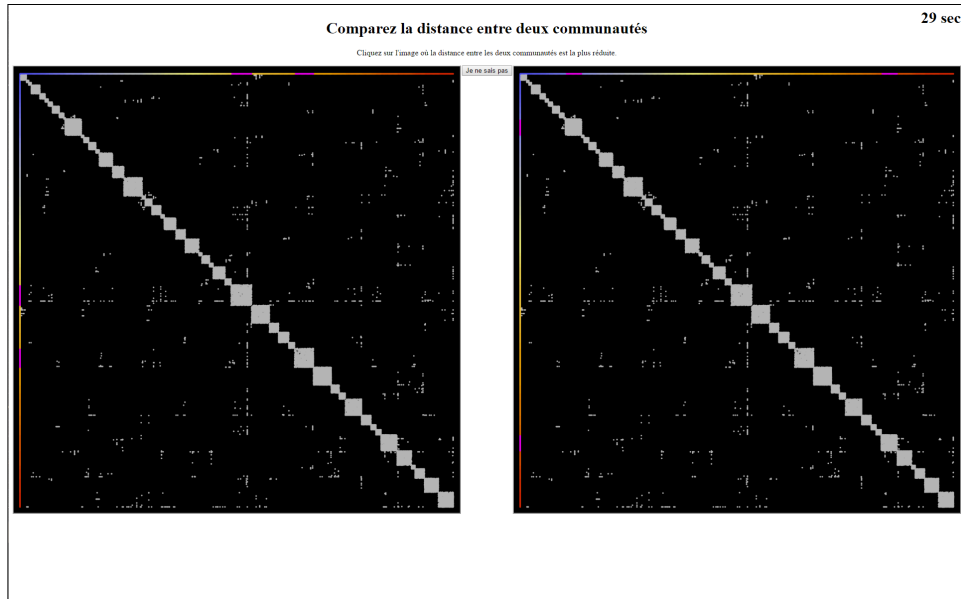 29 sec
Comparez la distance entre deux communautés
Cliquez sur l'image où la distance entre les deux communautés est la plus réduite.
Je ne sais pas